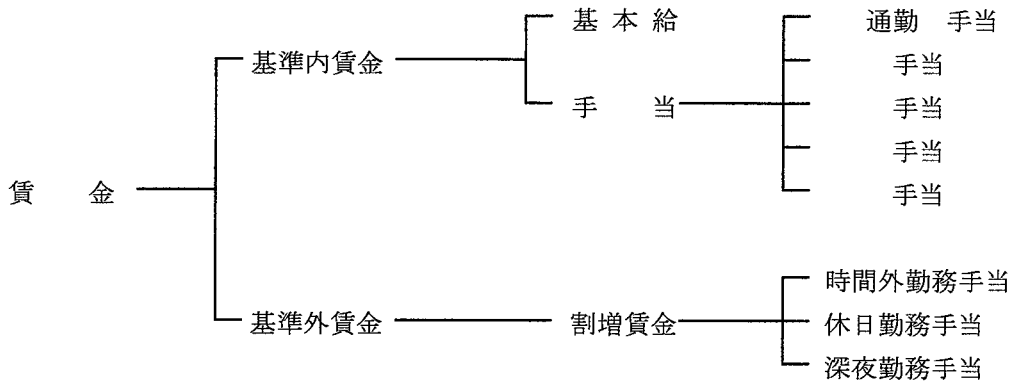 基本給
通勤 手当
基準内賃金
手当
手当
手当
手当
手当
賃金
時間外勤務手当
基準外賃金
割増賃金
休日勤務手当
深夜勤務手当